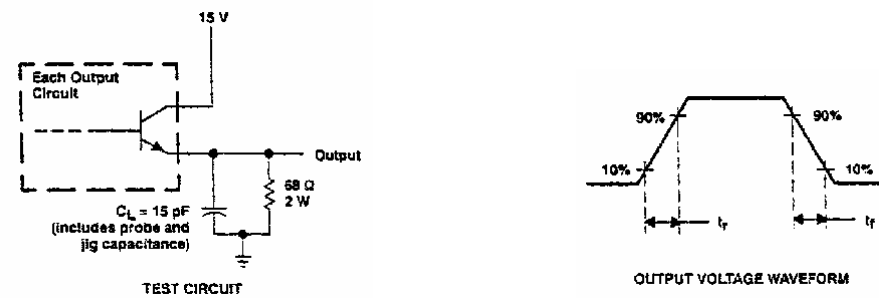 15 V
Each Output
Circuit
Output
68 Ω
2 W
C_L = 15 pF
(includes probe and
jig capacitance)
TEST CIRCUIT
90%
90%
10%
10%
t_r
t_f
OUTPUT VOLTAGE WAVEFORM